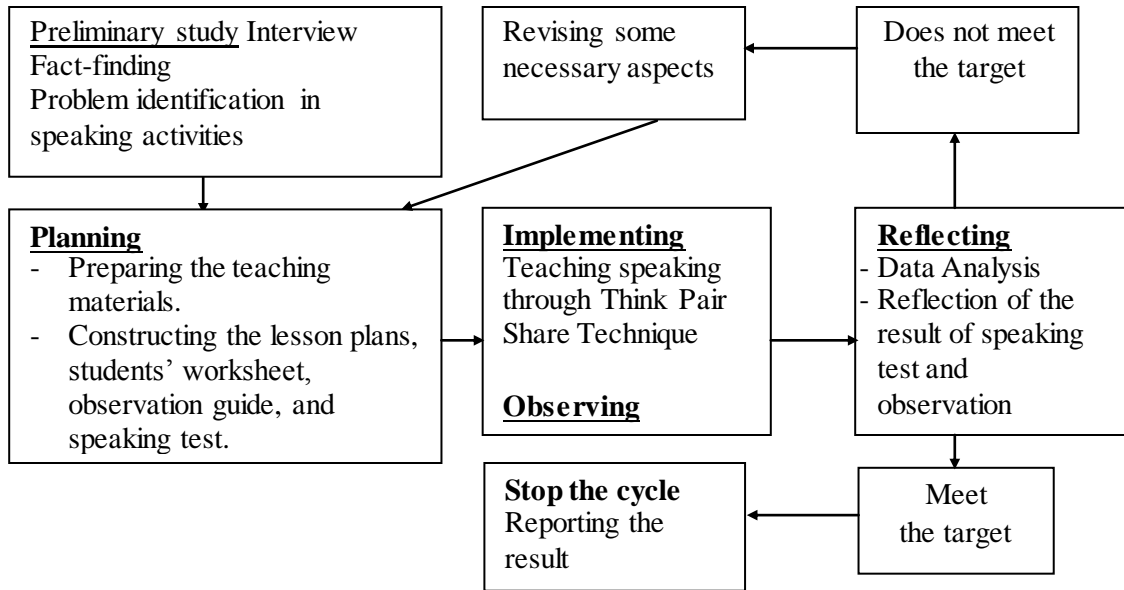 Preliminary study Interview
Fact-finding
Problem identification in
speaking activities
Revising some
necessary aspects
Does not meet
the target
Planning
- Preparing the teaching
materials.
- Constructing the lesson plans,
students’ worksheet,
observation guide, and
speaking test.
Implementing
Teaching speaking
through Think Pair
Share Technique
Observing
Reflecting
- Data Analysis
- Reflection of the
result of speaking
test and
observation
Stop the cycle
Reporting the
result
Meet
the target